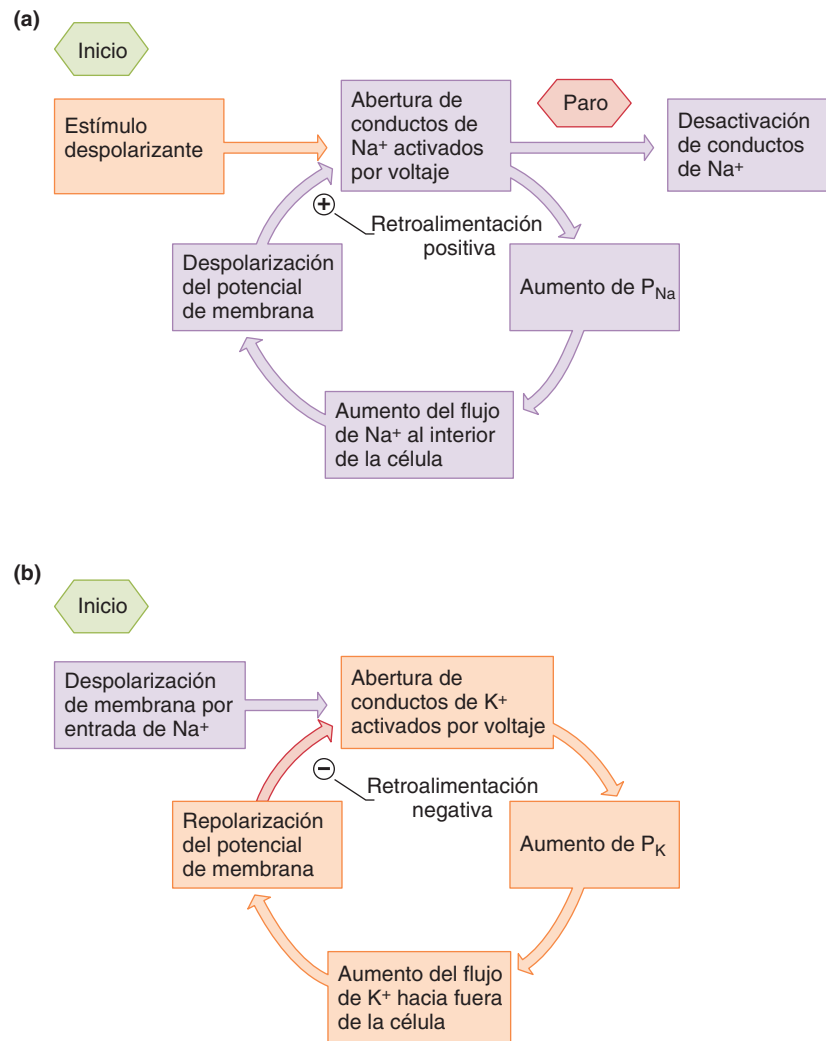 (a)
Inicio
Estímulo
despolarizante
Abertura de
conductos de
Na⁺ activados
por voltaje
Paro
Desactivación
de conductos
de Na⁺
+
Retroalimentación
positiva
Despolarización
del potencial
de membrana
Aumento de P_Na
Aumento del flujo
de Na⁺ al interior
de la célula
(b)
Inicio
Despolarización
de membrana por
entrada de Na⁺
Abertura de
conductos de K⁺
activados por voltaje
−
Retroalimentación
negativa
Repolarización
del potencial
de membrana
Aumento de P_K
Aumento del flujo
de K⁺ hacia fuera
de la célula